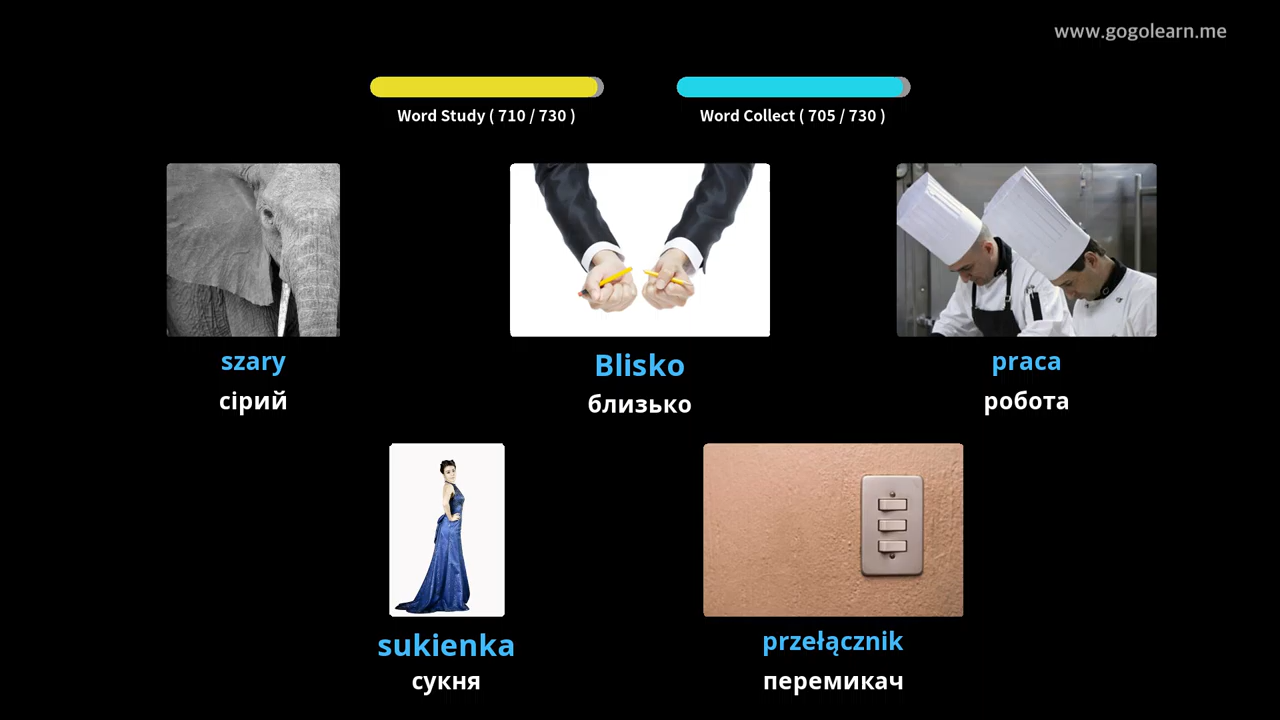 www.gogolearn.me
Word Study ( 710 / 730 )
Word Collect ( 705 / 730 )
szary
сірий
Blisko
близько
praca
робота
sukienka
сукня
przełącznik
перемикач